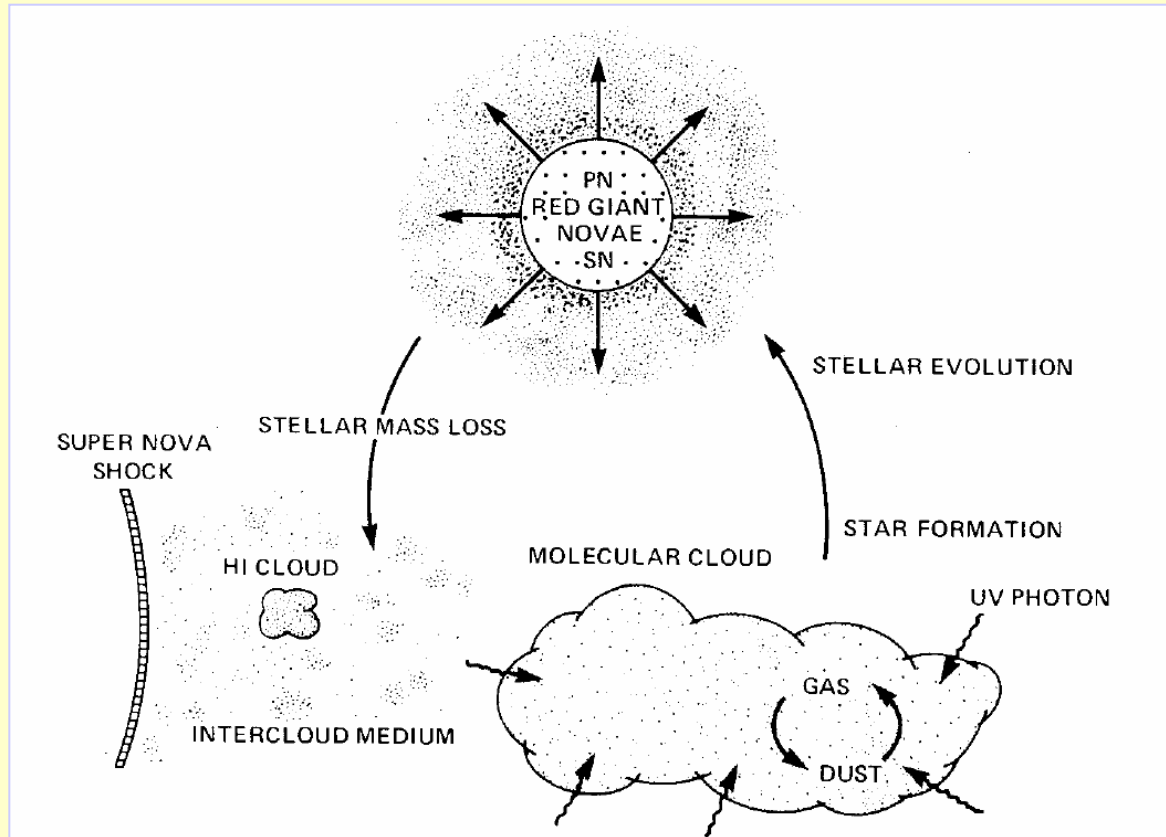 PN
RED GIANT
NOVAE
SN
STELLAR EVOLUTION
STELLAR MASS LOSS
SUPER NOVA
SHOCK
STAR FORMATION
MOLECULAR CLOUD
HI CLOUD
UV PHOTON
GAS
INTERCLOUD MEDIUM
DUST